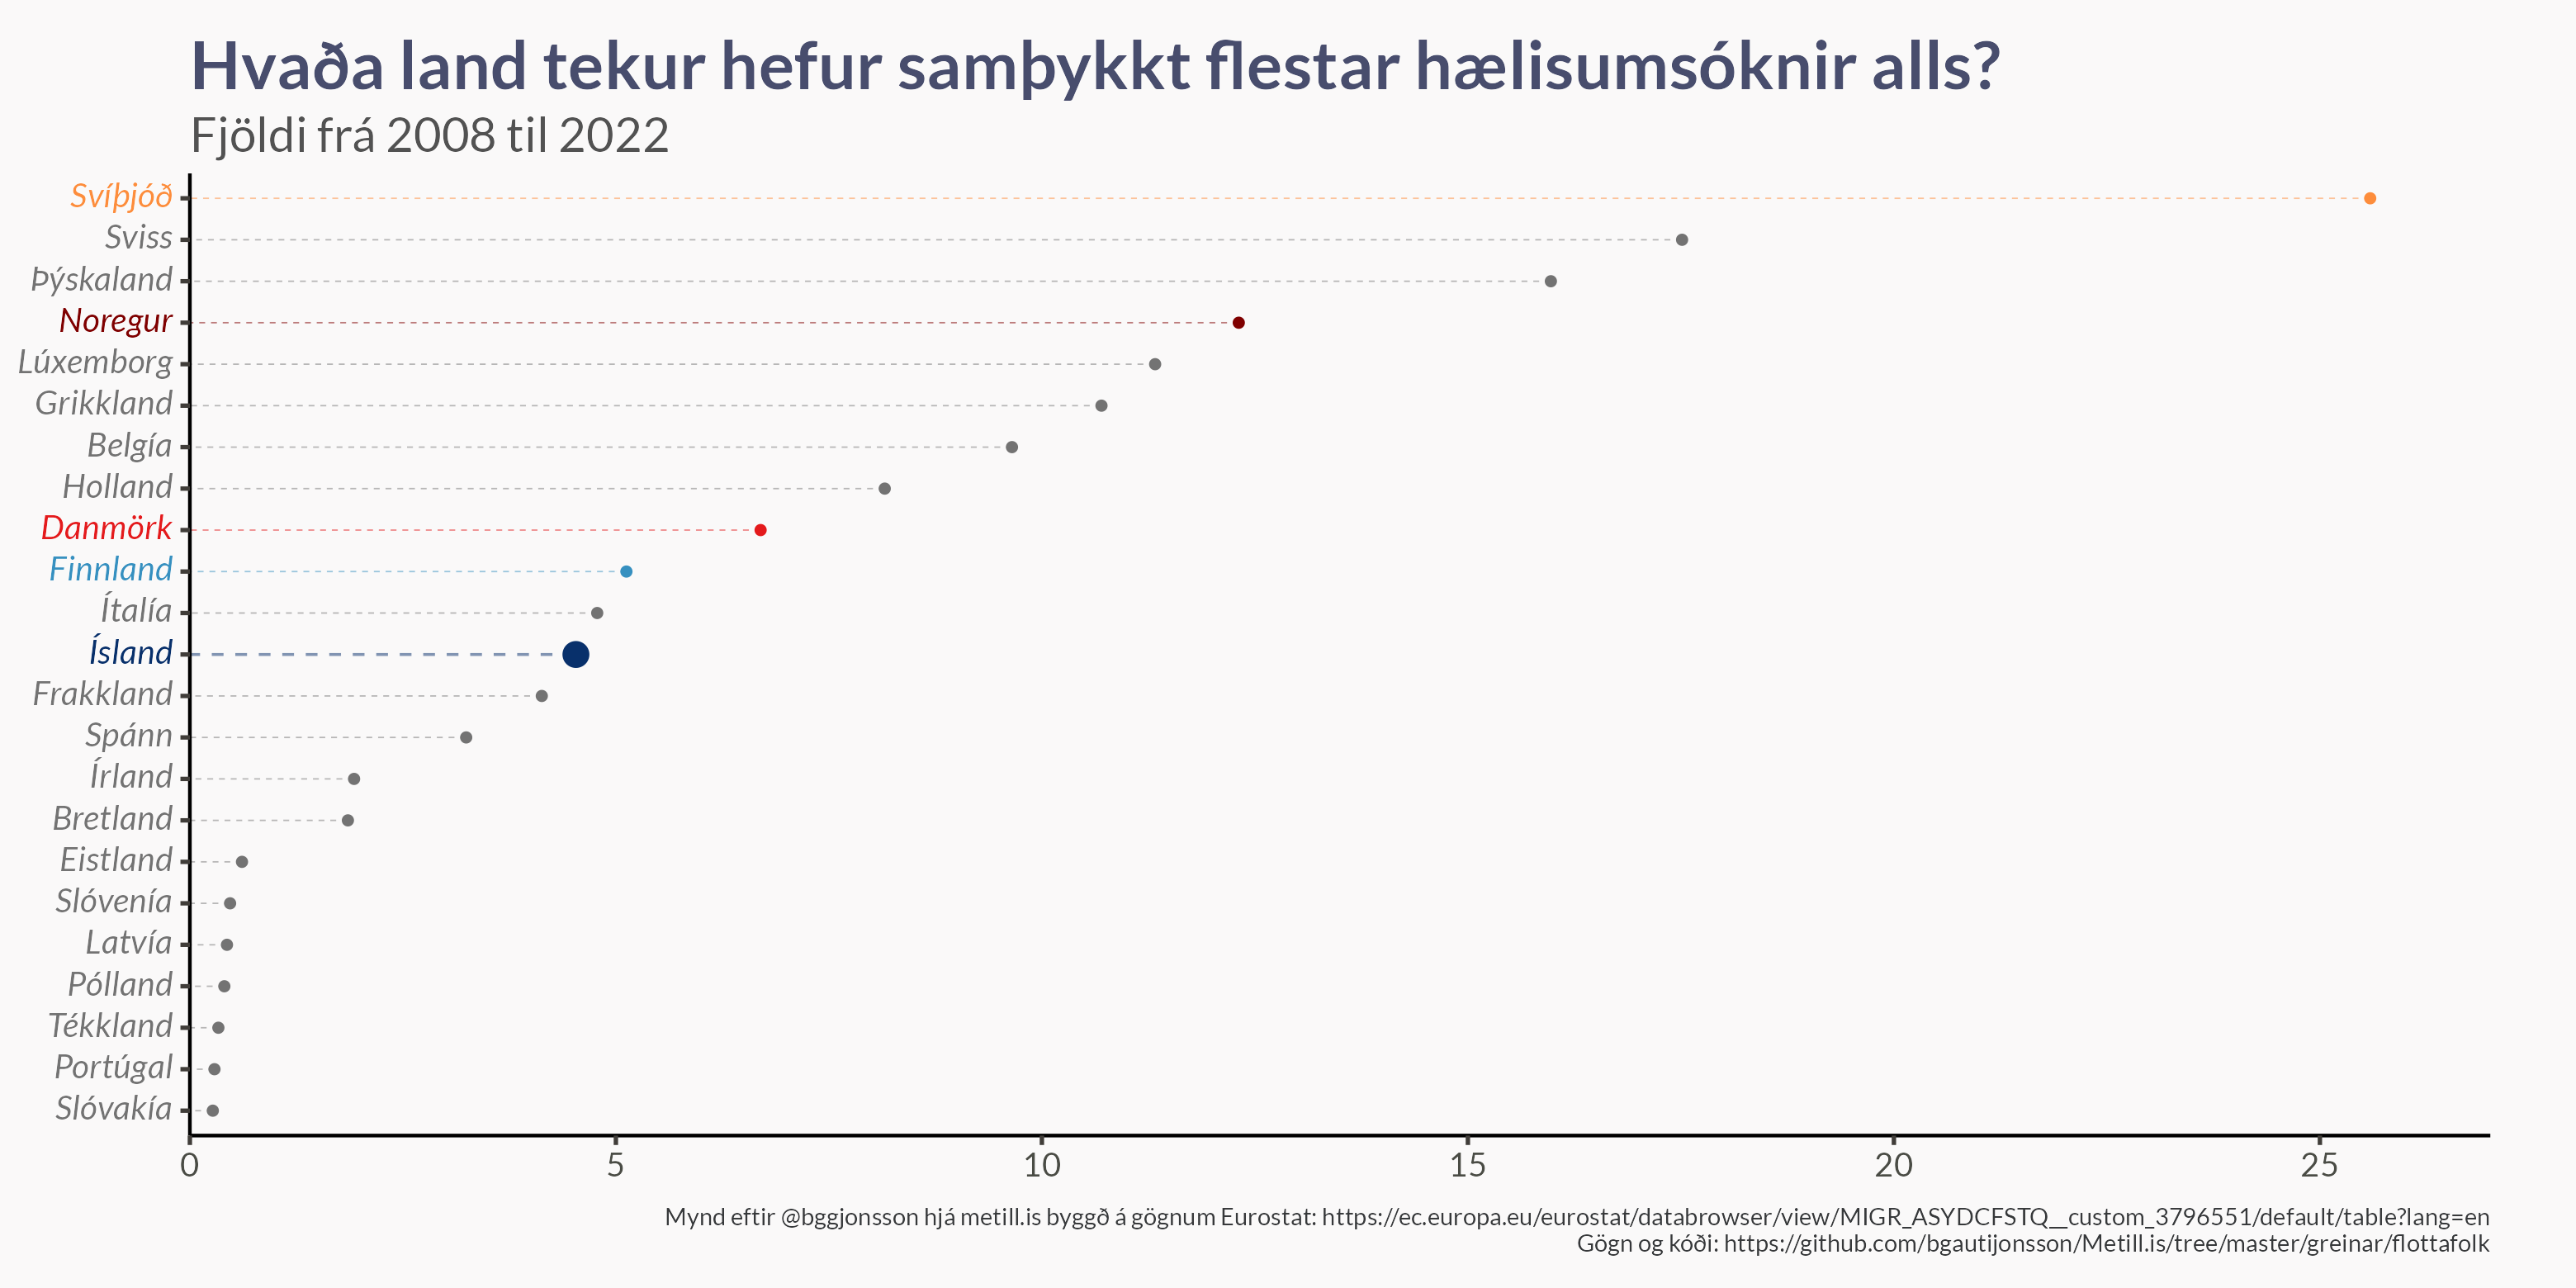 Hvaða land tekur hefur samþykkt flestar hælisumsóknir alls?
Fjöldi frá 2008 til 2022
Svíþjóð
Sviss
Þýskaland
Noregur
Lúxemborg
Grikkland
Belgía
Holland
Danmörk
Finnland
Ítalía
Ísland
Frakkland
Spánn
Írland
Bretland
Eistland
Slóvenía
Latvía
Pólland
Tékkland
Portúgal
Slóvakía
0 5 10 15 20 25
Mynd eftir @bggjonsson hjá metill.is byggð á gögnum Eurostat: https://ec.europa.eu/eurostat/databrowser/view/MIGR_ASYDCFSTQ__custom_3796551/default/table?lang=en
Gögn og kóði: https://github.com/bgautijonsson/Metill.is/tree/master/greinar/flottafolk